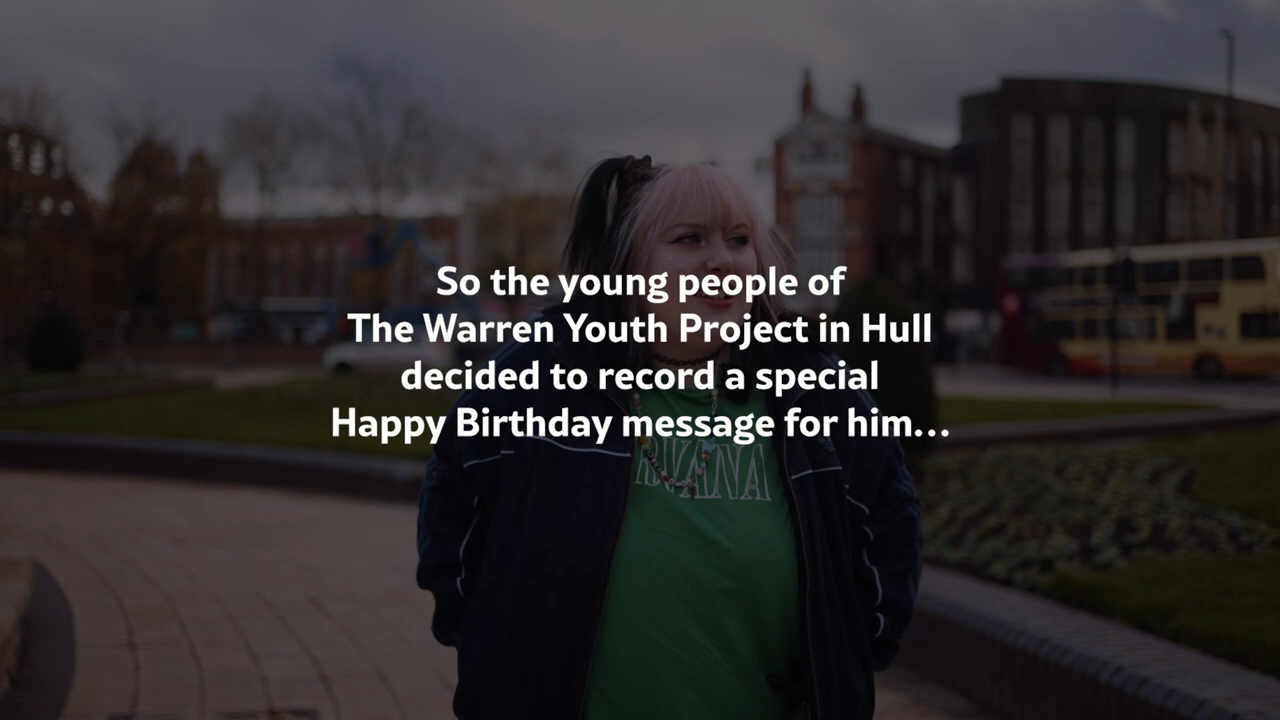 So the young people of
The Warren Youth Project in Hull
decided to record a special
Happy Birthday message for him...
RVANA